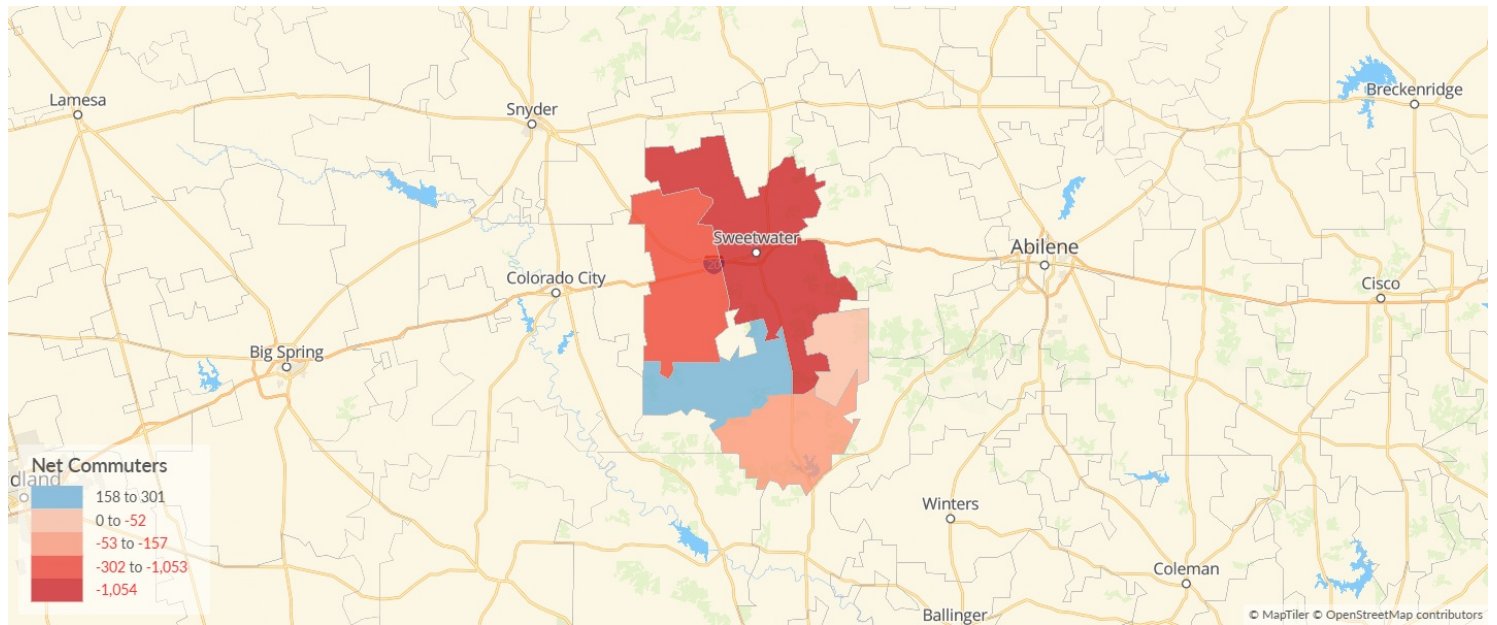 Lamesa
Snyder
Breckenridge
Sweetwater
Abilene
Colorado City
Cisco
Big Spring
Net Commuters
dland
158 to 301
0 to -52
-53 to -157
-302 to -1,053
-1,054
Winters
Coleman
Ballinger
© MapTiler © OpenStreetMap contributors